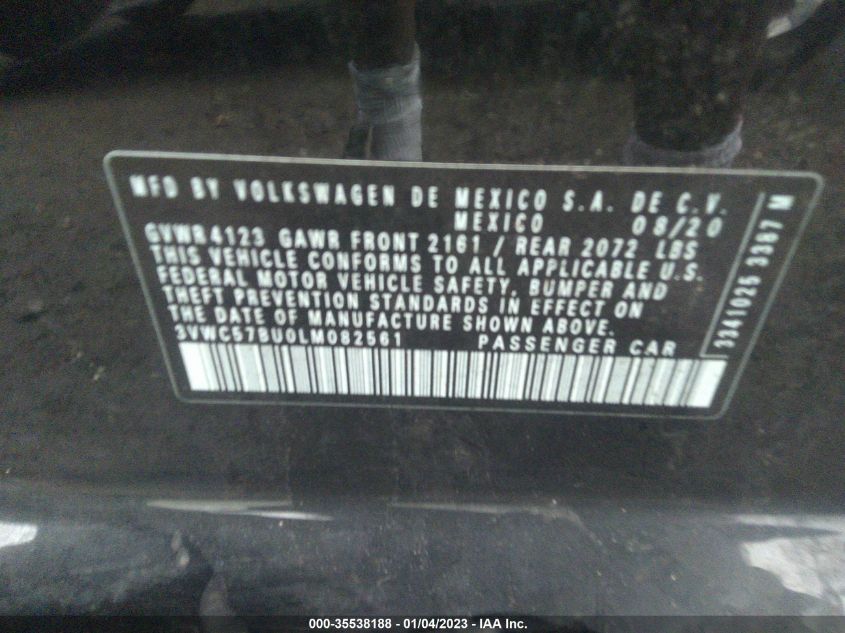 MFD BY VOLKSWAGEN DE MEXICO S.A. DE C.V.
MEXICO 08/20
GVWR 4123 GAWR FRONT 2161 / REAR 2072 LBS
THIS VEHICLE CONFORMS TO ALL APPLICABLE U.S.
FEDERAL MOTOR VEHICLE SAFETY, BUMPER AND
THEFT PREVENTION STANDARDS IN EFFECT ON
THE DATE OF MANUFACTURE SHOWN ABOVE.
3VWC57BU0LM082561 PASSENGER CAR
3341025 3387 M
000-35538188 - 01/04/2023 - IAA Inc.